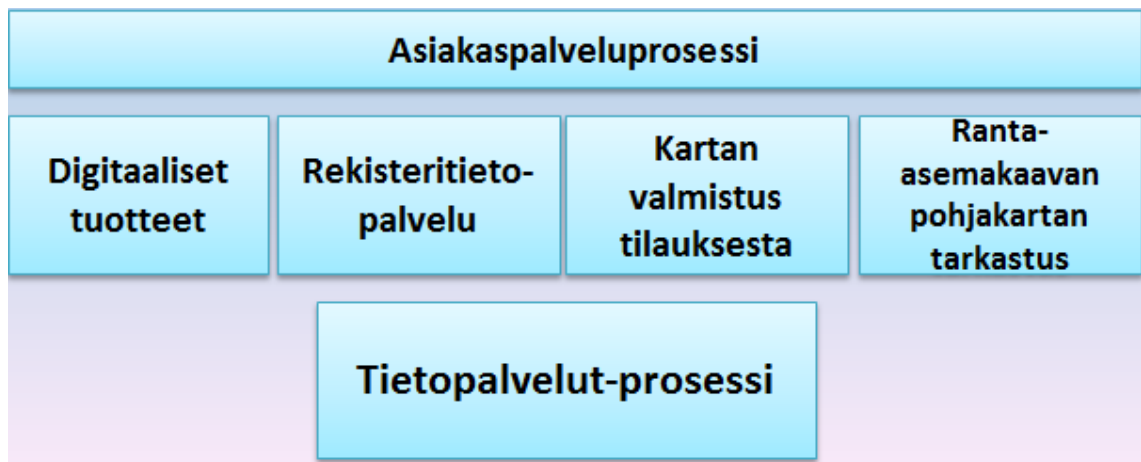 Asiakaspalveluprosessi
Digitaaliset
tuotteet
Rekisteritieto-
palvelu
Kartan
valmistus
tilauksesta
Ranta-
asemakaavan
pohjakartan
tarkastus
Tietopalvelut-prosessi